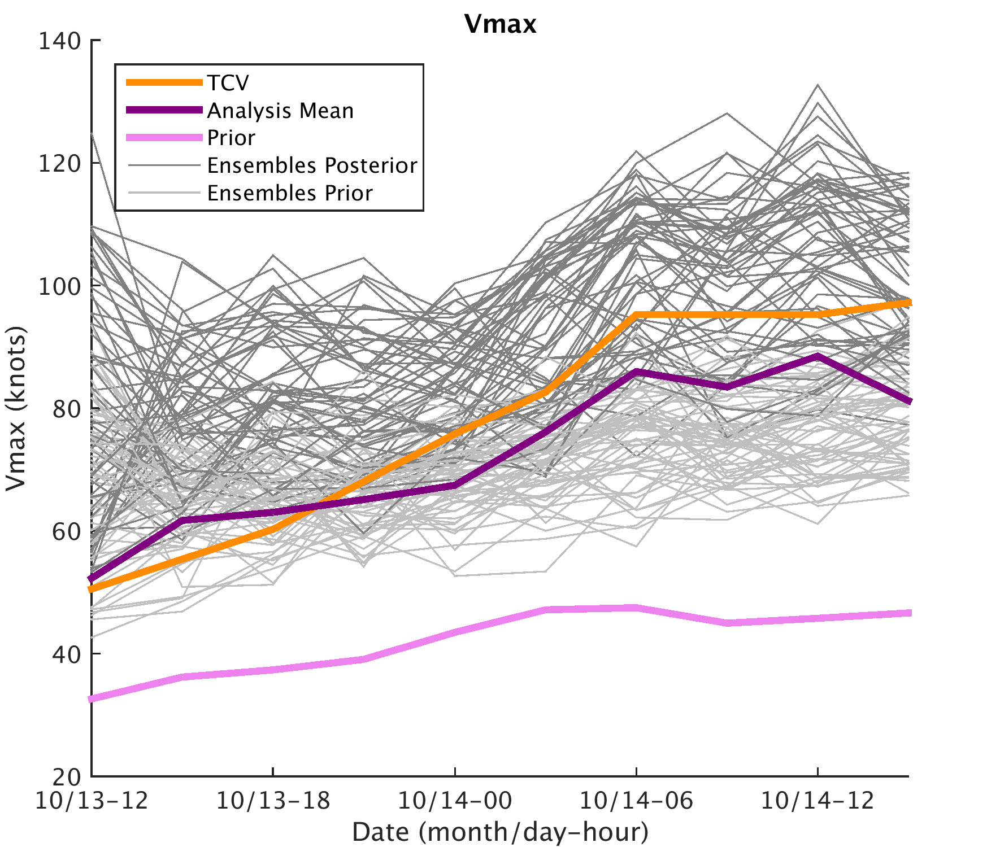 Vmax
140
120
100
80
60
40
20
Vmax (knots)
TCV
Analysis Mean
Prior
Ensembles Posterior
Ensembles Prior
10/13-12 10/13-18 10/14-00 10/14-06 10/14-12
Date (month/day-hour)